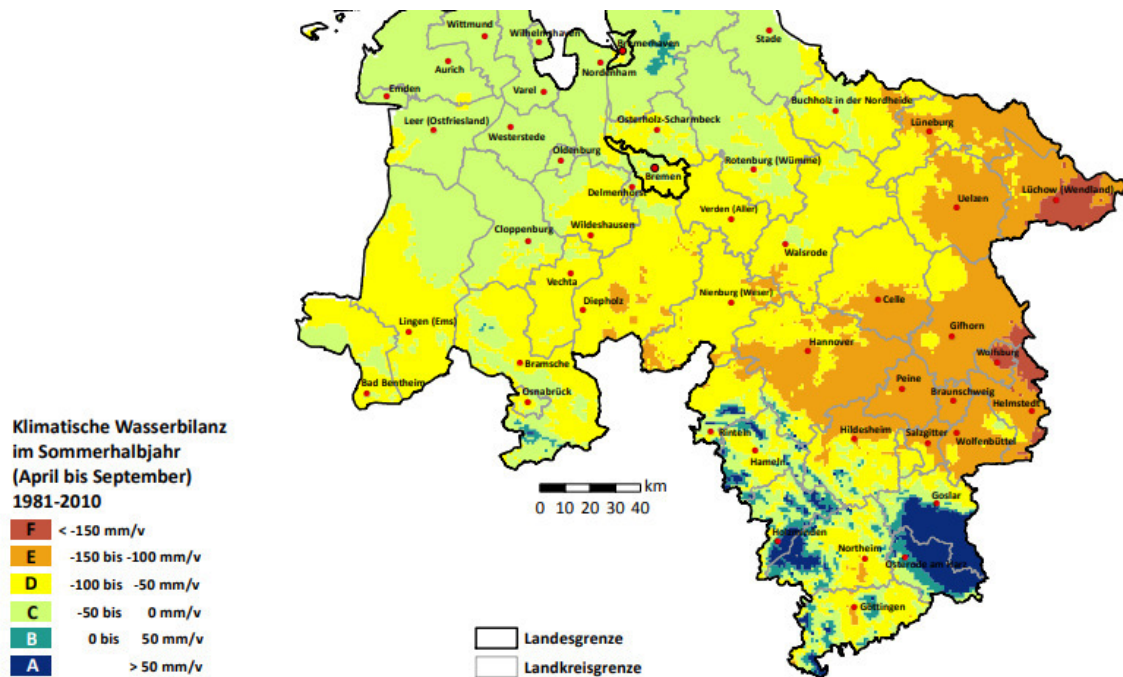 Wittmund
Wilhelmshaven
Bremerhaven
Stade
Aurich
Nordenham
Emden
Varel
Buchholz in der Nordheide
Leer (Ostfriesland)
Westerstede
Osterholz-Scharmbeck
Lüneburg
Oldenburg
Bremen
Rotenburg (Wümme)
Delmenhorst
Lüchow (Wendland)
Uelzen
Verden (Aller)
Wildeshausen
Cloppenburg
Walsrode
Vechta
Diepholz
Nienburg (Weser)
Celle
Lingen (Ems)
Gifhorn
Hannover
Wolfsburg
Bramsche
Bad Bentheim
Peine
Osnabrück
Braunschweig
Helmstedt
Rinteln
Hildesheim
Salzgitter
Wolfenbüttel
Hameln
Goslar
Holzminden
Northeim
Osterode am Harz
Göttingen
km
0 10 20 30 40
Klimatische Wasserbilanz
im Sommerhalbjahr
(April bis September)
1981-2010
F < -150 mm/v
E -150 bis -100 mm/v
D -100 bis -50 mm/v
C -50 bis 0 mm/v
B 0 bis 50 mm/v
A > 50 mm/v
Landesgrenze
Landkreisgrenze